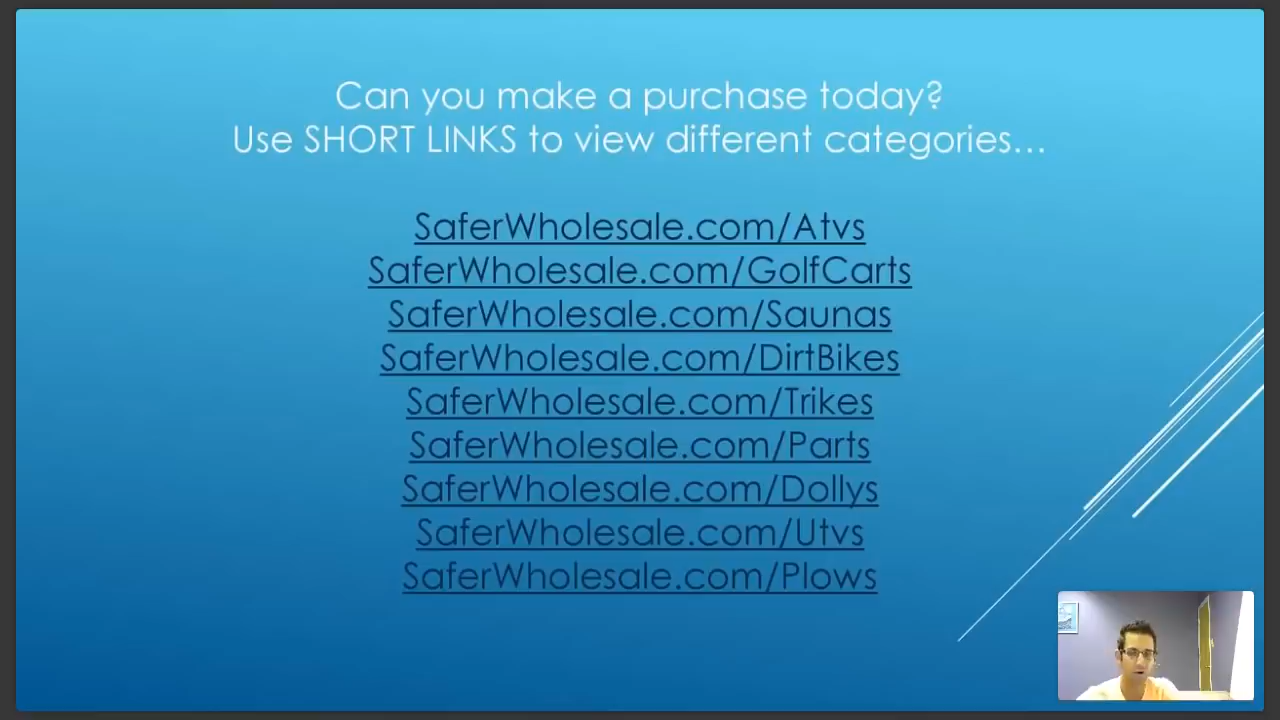 Can you make a purchase today?
Use SHORT LINKS to view different categories...
SaferWholesale.com/Atvs
SaferWholesale.com/GolfCarts
SaferWholesale.com/Saunas
SaferWholesale.com/DirtBikes
SaferWholesale.com/Trikes
SaferWholesale.com/Parts
SaferWholesale.com/Dollys
SaferWholesale.com/Utvs
SaferWholesale.com/Plows